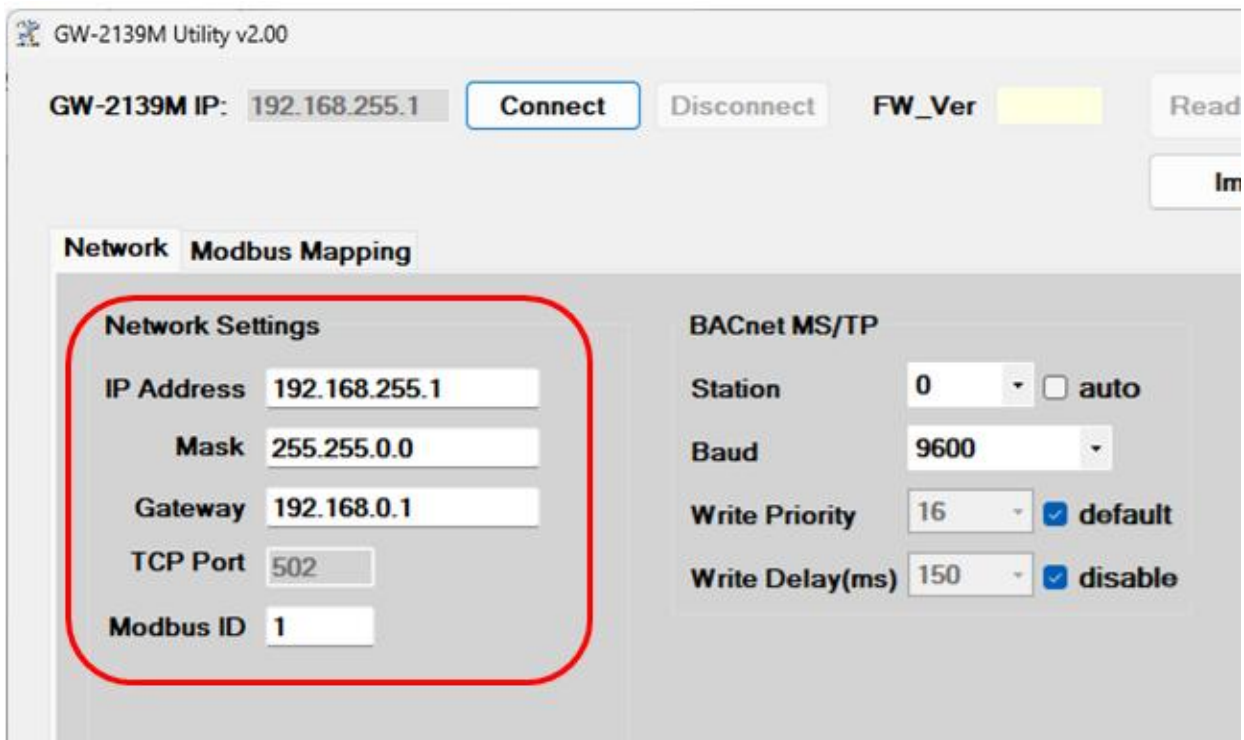 GW-2139M Utility v2.00
GW-2139M IP: 192.168.255.1 Connect Disconnect FW_Ver Read
Im
Network Modbus Mapping
Network Settings
IP Address 192.168.255.1
Mask 255.255.0.0
Gateway 192.168.0.1
TCP Port 502
Modbus ID 1
BACnet MS/TP
Station 0 auto
Baud 9600
Write Priority 16 default
Write Delay(ms) 150 disable